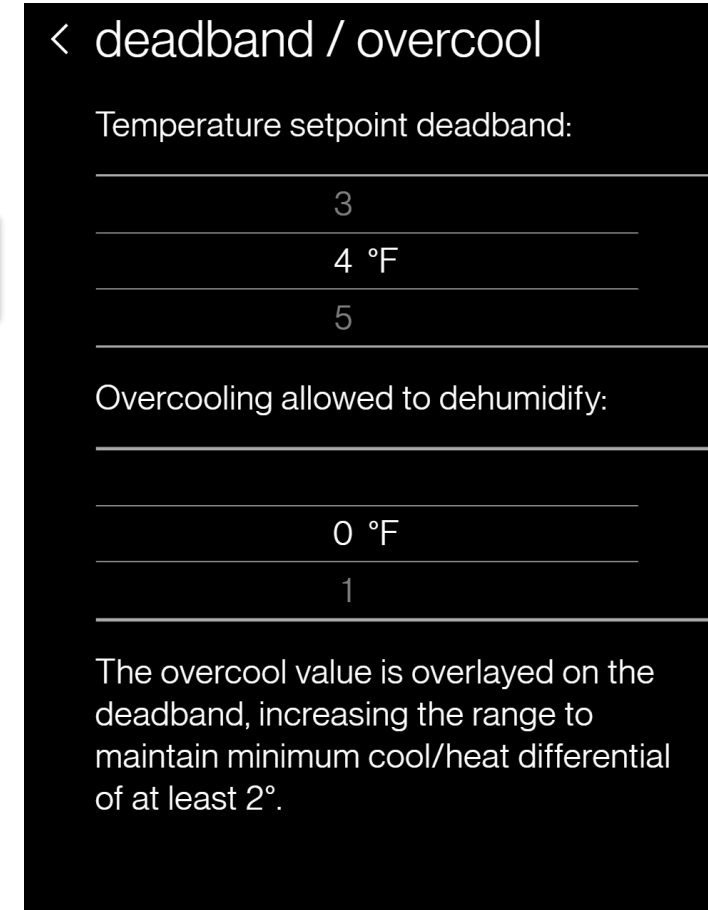 < deadband / overcool
Temperature setpoint deadband:
3
4 °F
5
Overcooling allowed to dehumidify:
0 °F
1
The overcool value is overlayed on the
deadband, increasing the range to
maintain minimum cool/heat differential
of at least 2°.